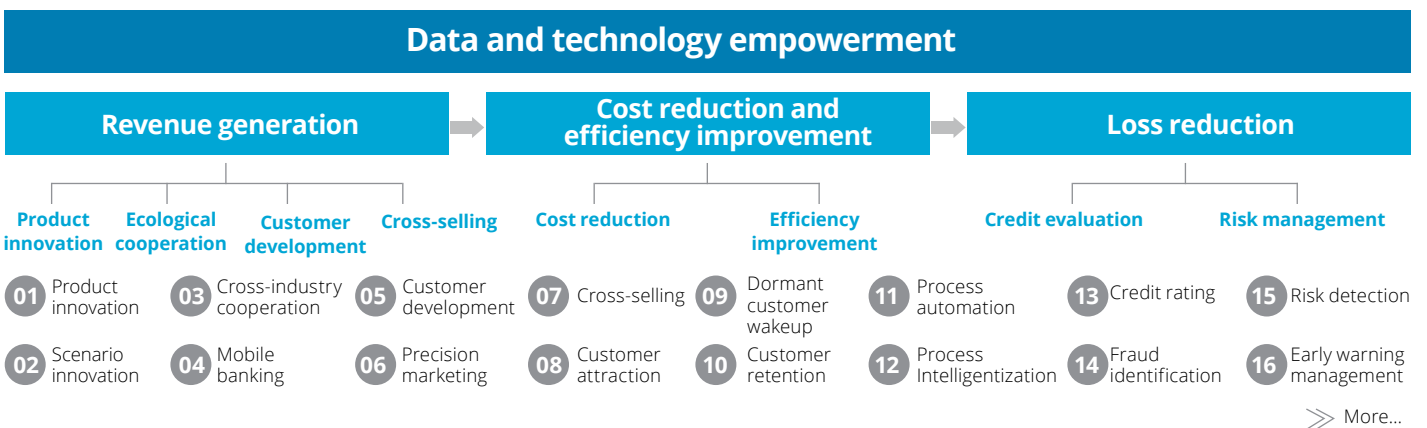 Data and technology empowerment
Revenue generation
Cost reduction and
efficiency improvement
Loss reduction
Product
innovation
Ecological
cooperation
Customer
development
Cross-selling
Cost reduction
Efficiency
improvement
Credit evaluation
Risk management
01 Product
innovation
03 Cross-industry
cooperation
05 Customer
development
07 Cross-selling
09 Dormant
customer
wakeup
11 Process
automation
13 Credit rating
15 Risk detection
02 Scenario
innovation
04 Mobile
banking
06 Precision
marketing
08 Customer
attraction
10 Customer
retention
12 Process
Intelligentization
14 Fraud
identification
16 Early warning
management
More...